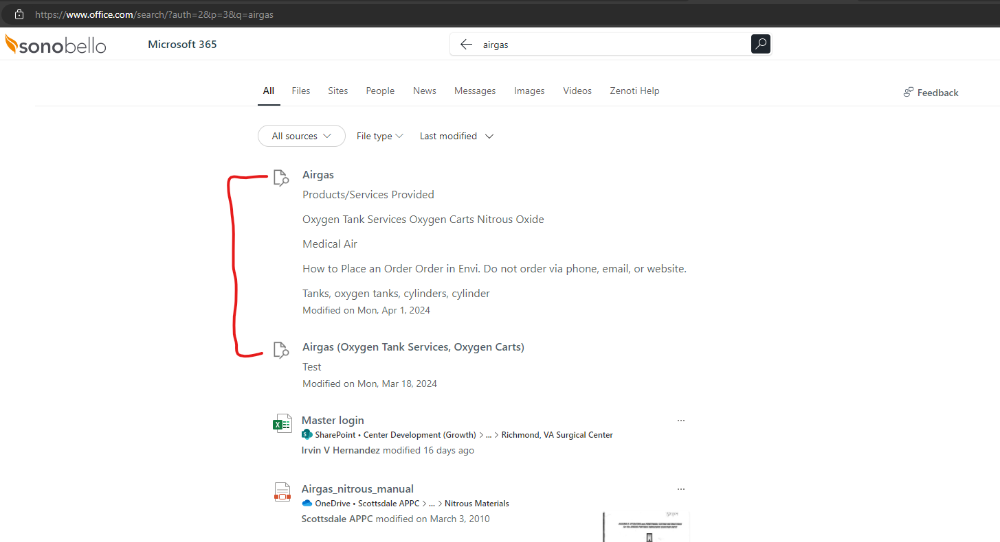 https://www.office.com/search/?auth=2&p=3&q=airgas
sonobello
Microsoft 365
airgas
All Files Sites People News Messages Images Videos Zenoti Help
Feedback
All sources File type Last modified
Airgas
Products/Services Provided
Oxygen Tank Services Oxygen Carts Nitrous Oxide
Medical Air
How to Place an Order Order in Envi. Do not order via phone, email, or website.
Tanks, oxygen tanks, cylinders, cylinder
Modified on Mon, Apr 1, 2024
Airgas (Oxygen Tank Services, Oxygen Carts)
Test
Modified on Mon, Mar 18, 2024
Master login
...
SharePoint • Center Development (Growth) > ... > Richmond, VA Surgical Center
Irvin V Hernandez modified 16 days ago
Airgas_nitrous_manual
...
OneDrive • Scottsdale APPC > ... > Nitrous Materials
Scottsdale APPC modified on March 3, 2010